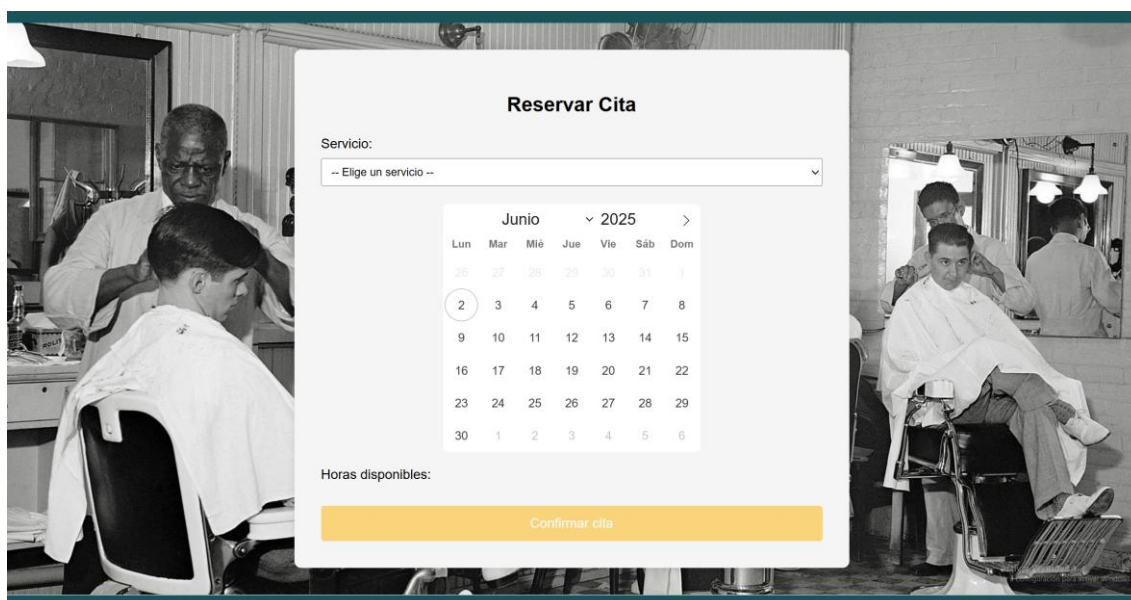 Reservar Cita
Servicio:
-- Elige un servicio --
Junio 2025
Lun Mar Mié Jue Vie Sáb Dom
26 27 28 29 30 31 1
2 3 4 5 6 7 8
9 10 11 12 13 14 15
16 17 18 19 20 21 22
23 24 25 26 27 28 29
30 1 2 3 4 5 6
Horas disponibles:
Confirmar cita